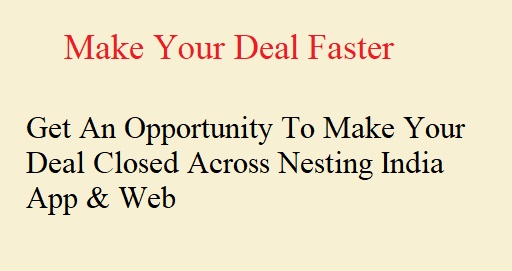 Make Your Deal Faster
Get An Opportunity To Make Your
Deal Closed Across Nesting India
App & Web